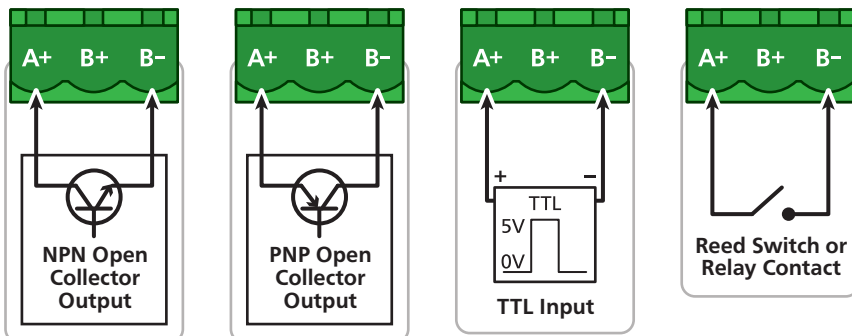 A+ B+ B−
NPN Open
Collector
Output
A+ B+ B−
PNP Open
Collector
Output
A+ B+ B−
+ −
TTL
5V
0V
TTL Input
A+ B+ B−
Reed Switch or
Relay Contact